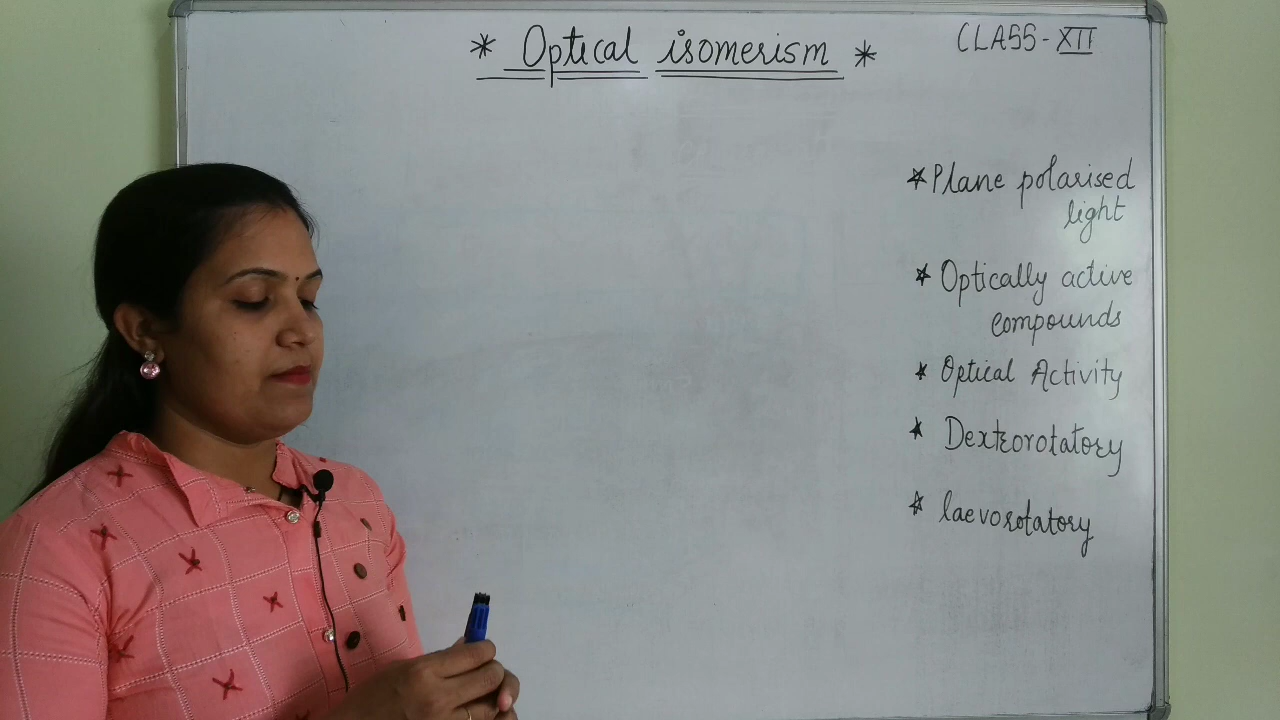 * Optical isomerism *
CLASS-XII
* Plane polarised
light
* Optically active
compounds
* Optical Activity
* Dextrorotatory
* laevorotatory